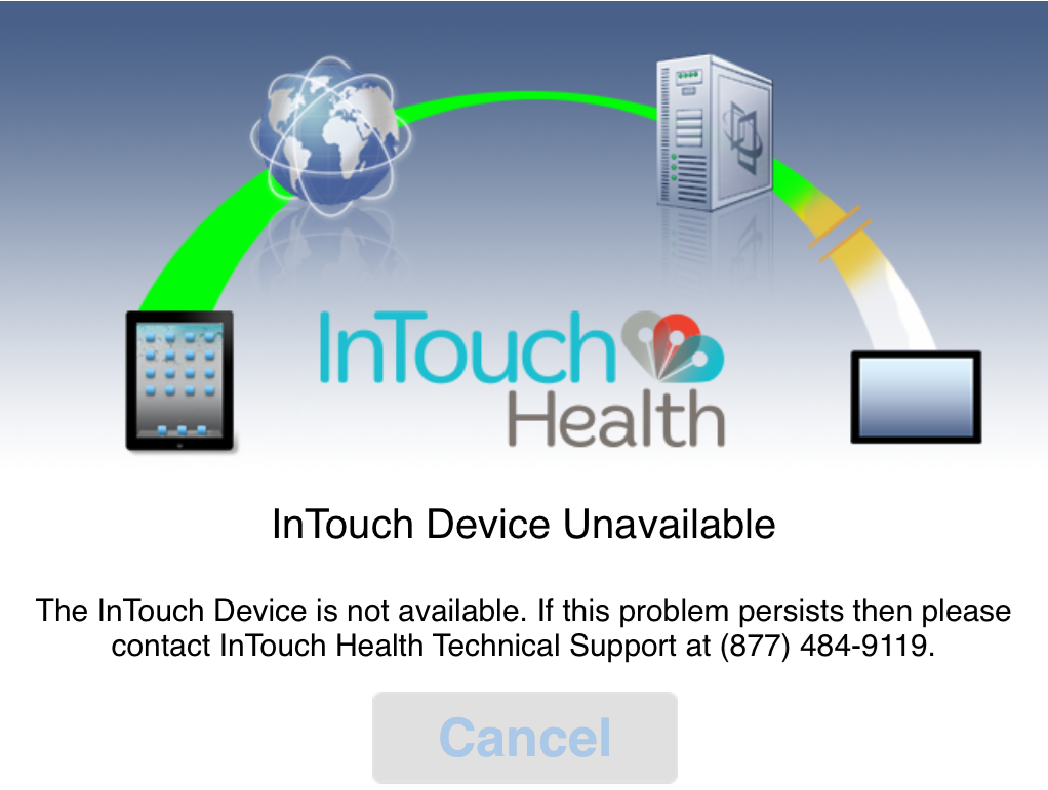 InTouch
Health
InTouch Device Unavailable
The InTouch Device is not available. If this problem persists then please
contact InTouch Health Technical Support at (877) 484-9119.
Cancel